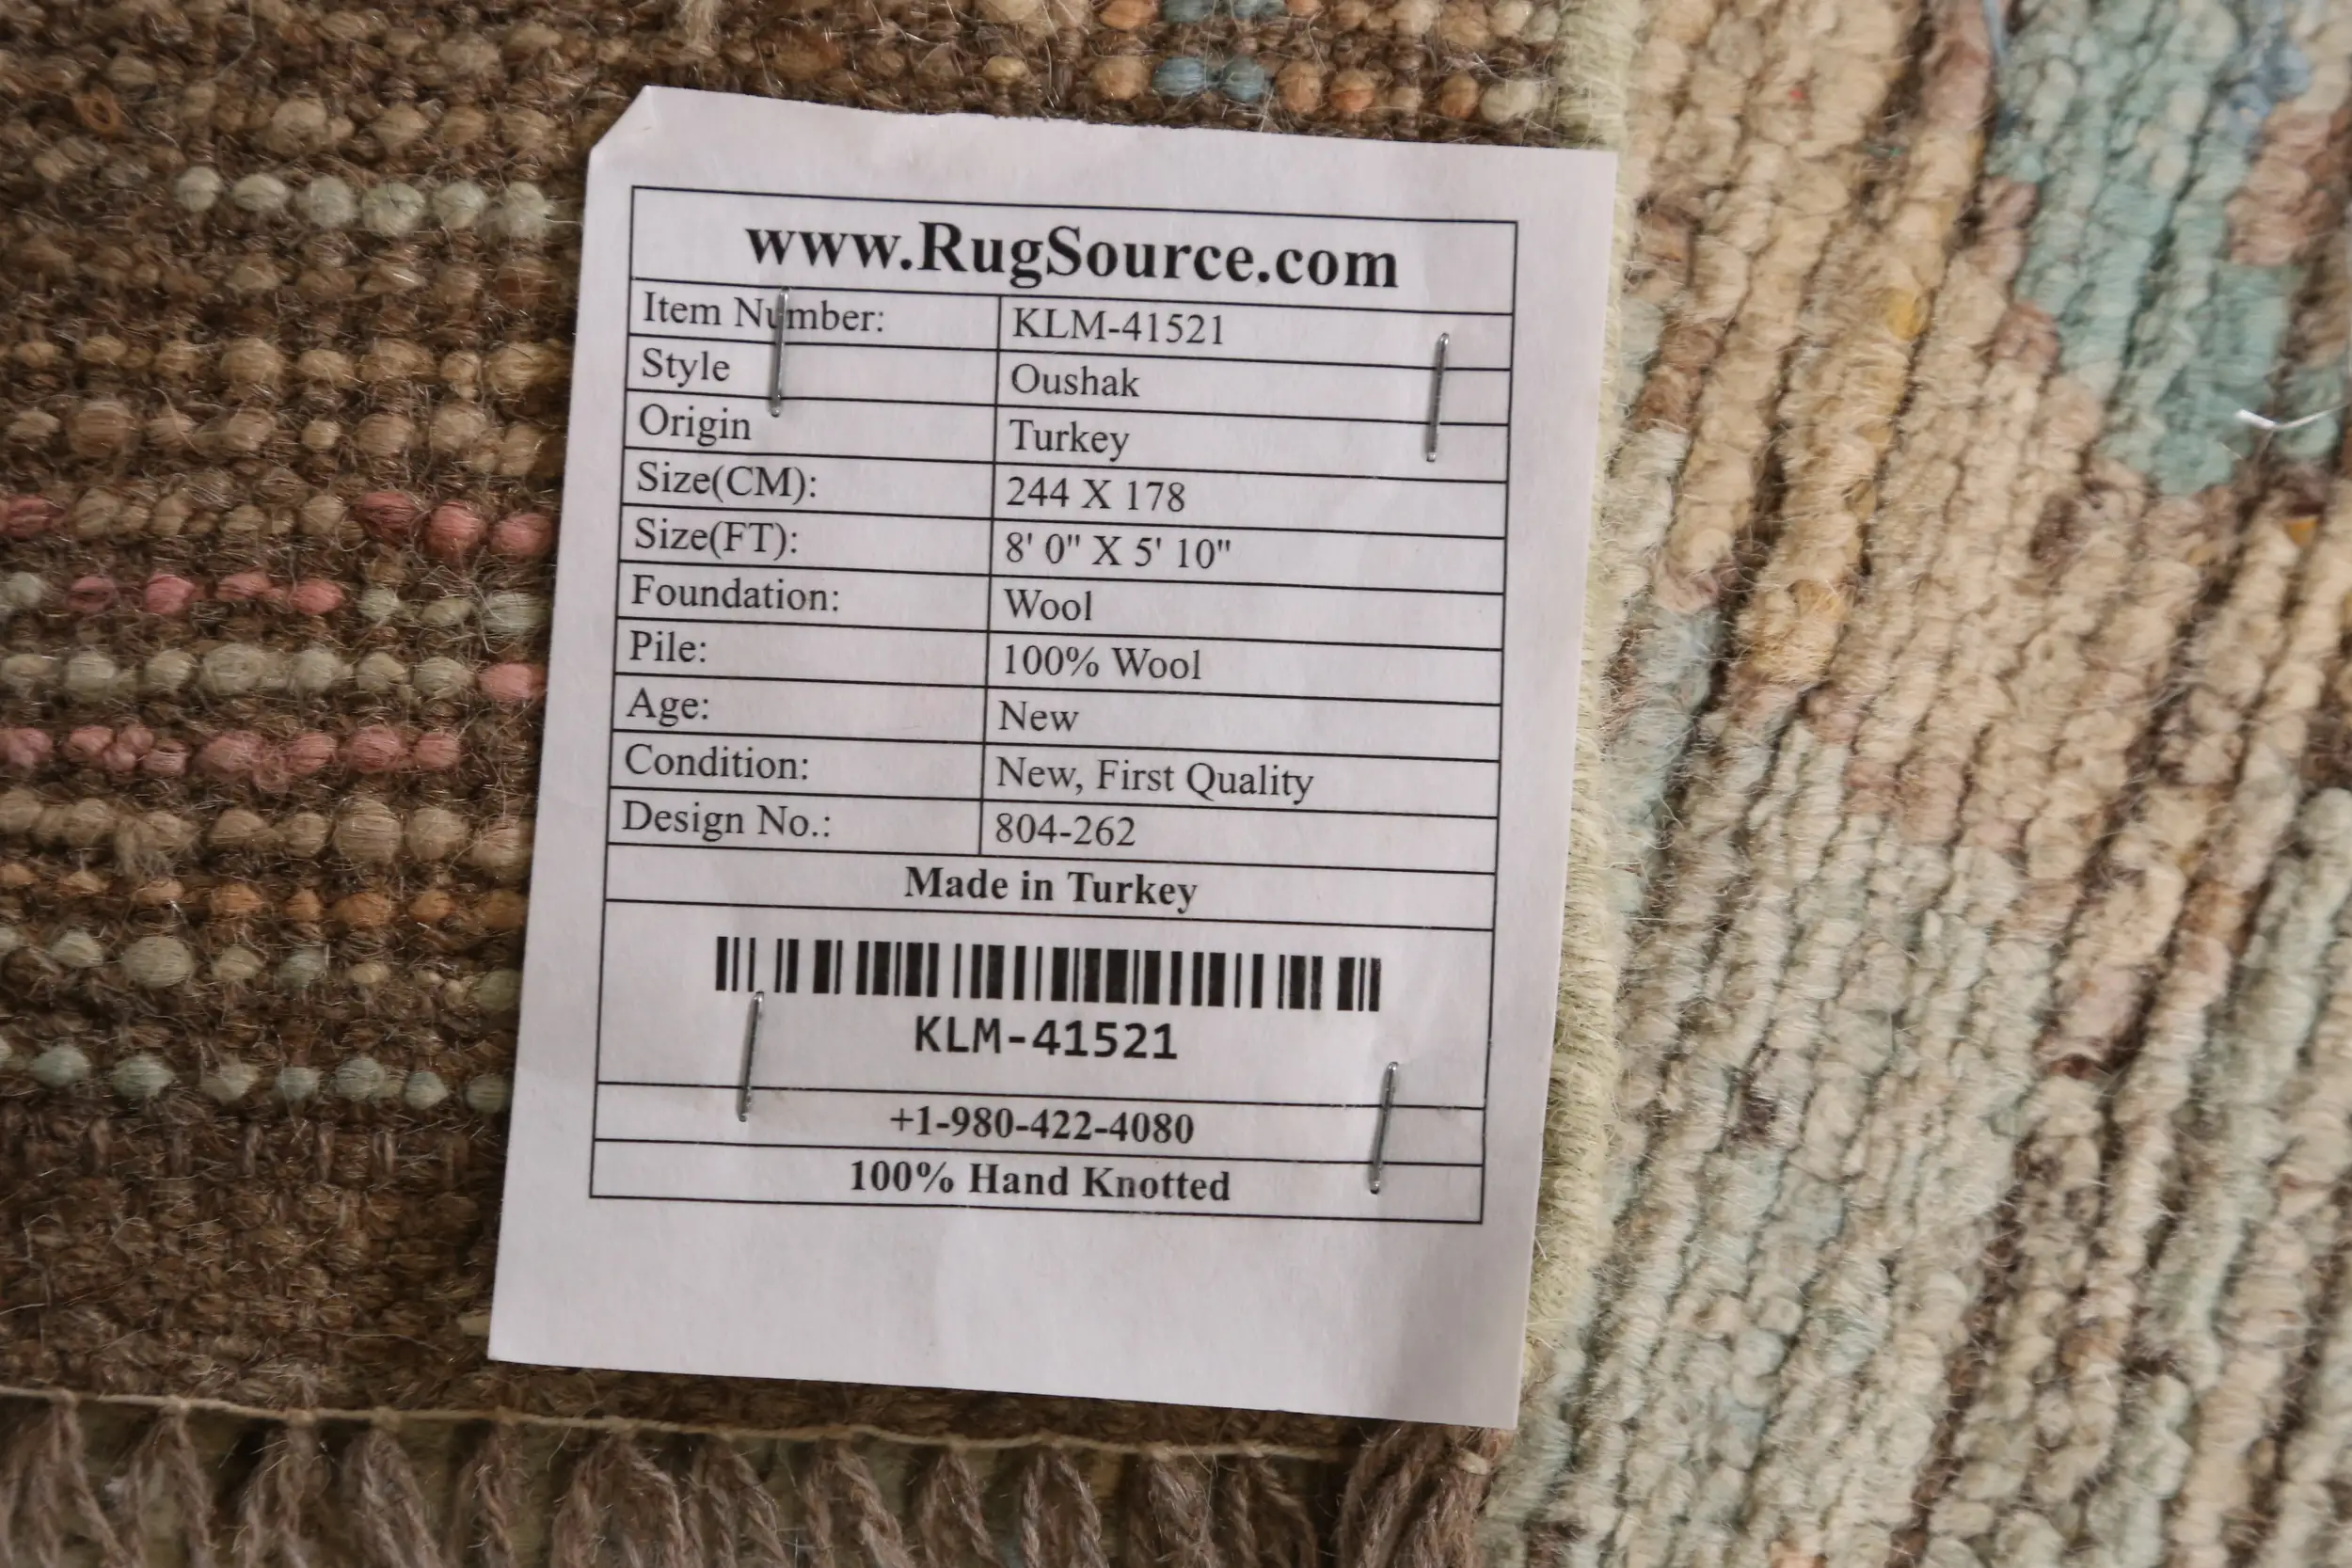 www.RugSource.com
Item Number: KLM-41521
Style Oushak
Origin Turkey
Size(CM): 244 X 178
Size(FT): 8' 0" X 5' 10"
Foundation: Wool
Pile: 100% Wool
Age: New
Condition: New, First Quality
Design No.: 804-262
Made in Turkey
KLM-41521
+1-980-422-4080
100% Hand Knotted